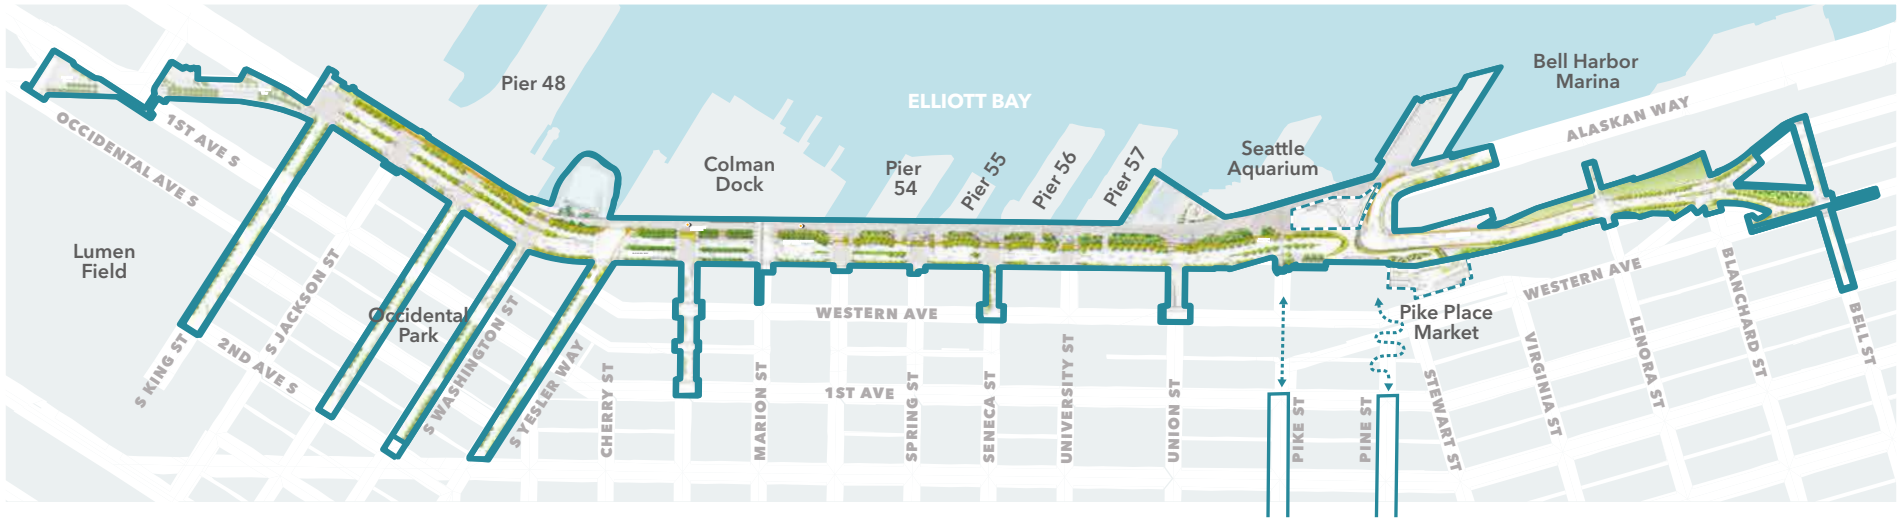 Pier 48
ELLIOTT BAY
Bell Harbor
Marina
ALASKAN WAY
OCCIDENTAL AVE S
1ST AVE S
Colman
Dock
Pier
54
Pier 55
Pier 56
Pier 57
Seattle
Aquarium
Lumen
Field
S JACKSON ST
Occidental
Park
S WASHINGTON ST
S KING ST
2ND AVE S
S YESLER WAY
CHERRY ST
WESTERN AVE
1ST AVE
MARION ST
SPRING ST
SENECA ST
UNIVERSITY ST
UNION ST
PIKE ST
PINE ST
Pike Place
Market
STEWART ST
WESTERN AVE
VIRGINIA ST
LENORA ST
BLANCHARD ST
BELL ST